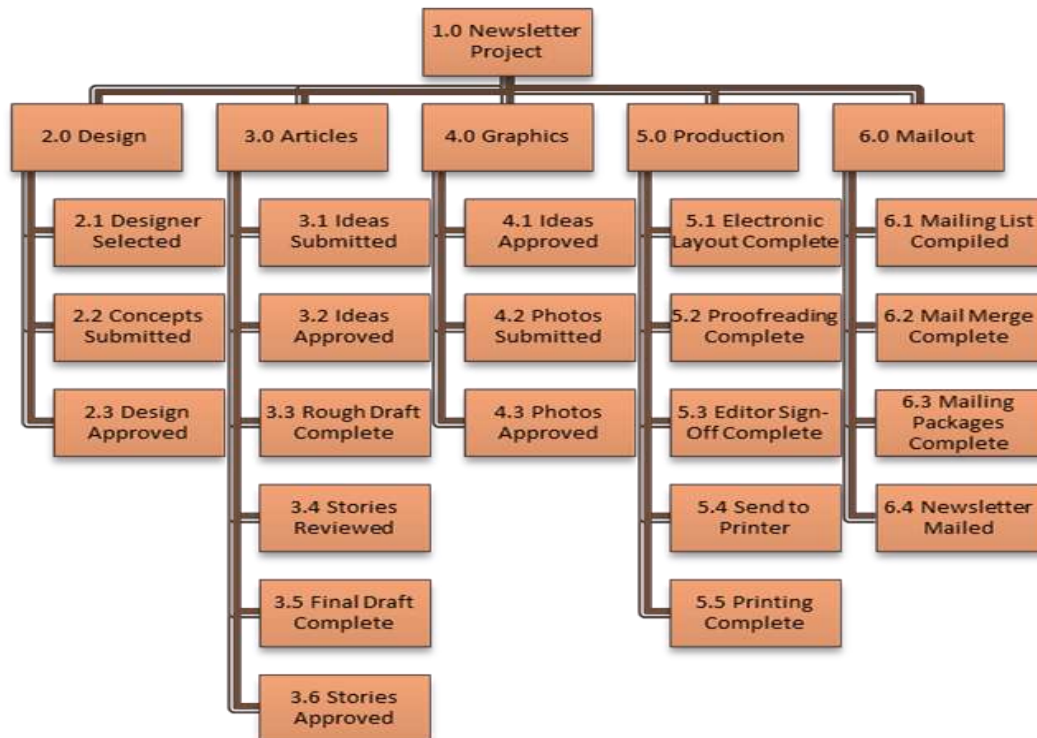 1.0 Newsletter
Project
2.0 Design
3.0 Articles
4.0 Graphics
5.0 Production
6.0 Mailout
2.1 Designer
Selected
2.2 Concepts
Submitted
2.3 Design
Approved
3.1 Ideas
Submitted
3.2 Ideas
Approved
3.3 Rough Draft
Complete
3.4 Stories
Reviewed
3.5 Final Draft
Complete
3.6 Stories
Approved
4.1 Ideas
Approved
4.2 Photos
Submitted
4.3 Photos
Approved
5.1 Electronic
Layout Complete
5.2 Proofreading
Complete
5.3 Editor Sign-
Off Complete
5.4 Send to
Printer
5.5 Printing
Complete
6.1 Mailing List
Compiled
6.2 Mail Merge
Complete
6.3 Mailing
Packages
Complete
6.4 Newsletter
Mailed